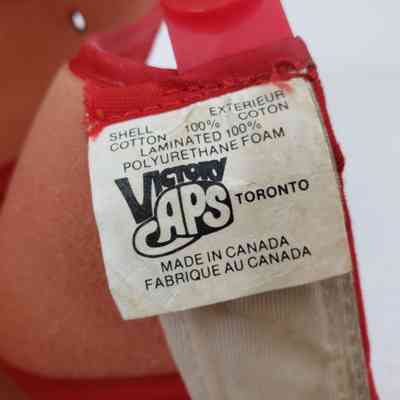 SHELL EXTERIEUR
COTTON 100% COTON
LAMINATED 100%
POLYURETHANE FOAM
VICTORY
CAPS TORONTO
MADE IN CANADA
FABRIQUE AU CANADA